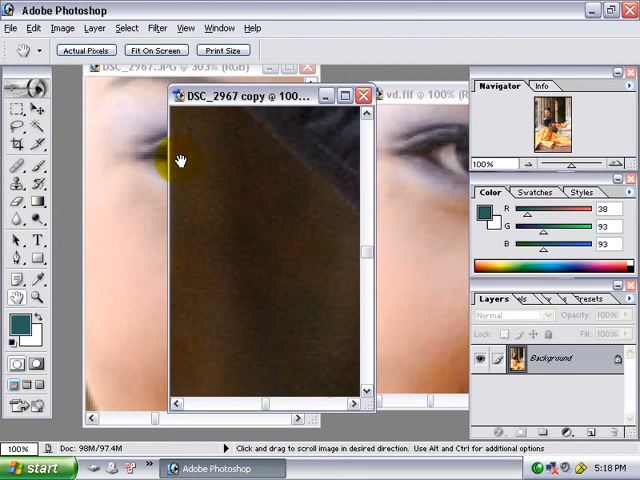 Adobe Photoshop
File Edit Image Layer Select Filter View Window Help
Actual Pixels Fit On Screen Print Size
DSC_2967.JPG @ 303% (RGB)
DSC_2967 copy @ 100...
vd.fif @ 100% (R
Navigator Info
100%
Color Swatches Styles
R 38
G 93
B 93
Layers els s Presets
Normal Opacity: 100%
Lock: Fill: 100%
Background
T
100% Doc: 98M/97.4M Click and drag to scroll image in desired direction. Use Alt and Ctrl for additional options
start Adobe Photoshop 5:18 PM